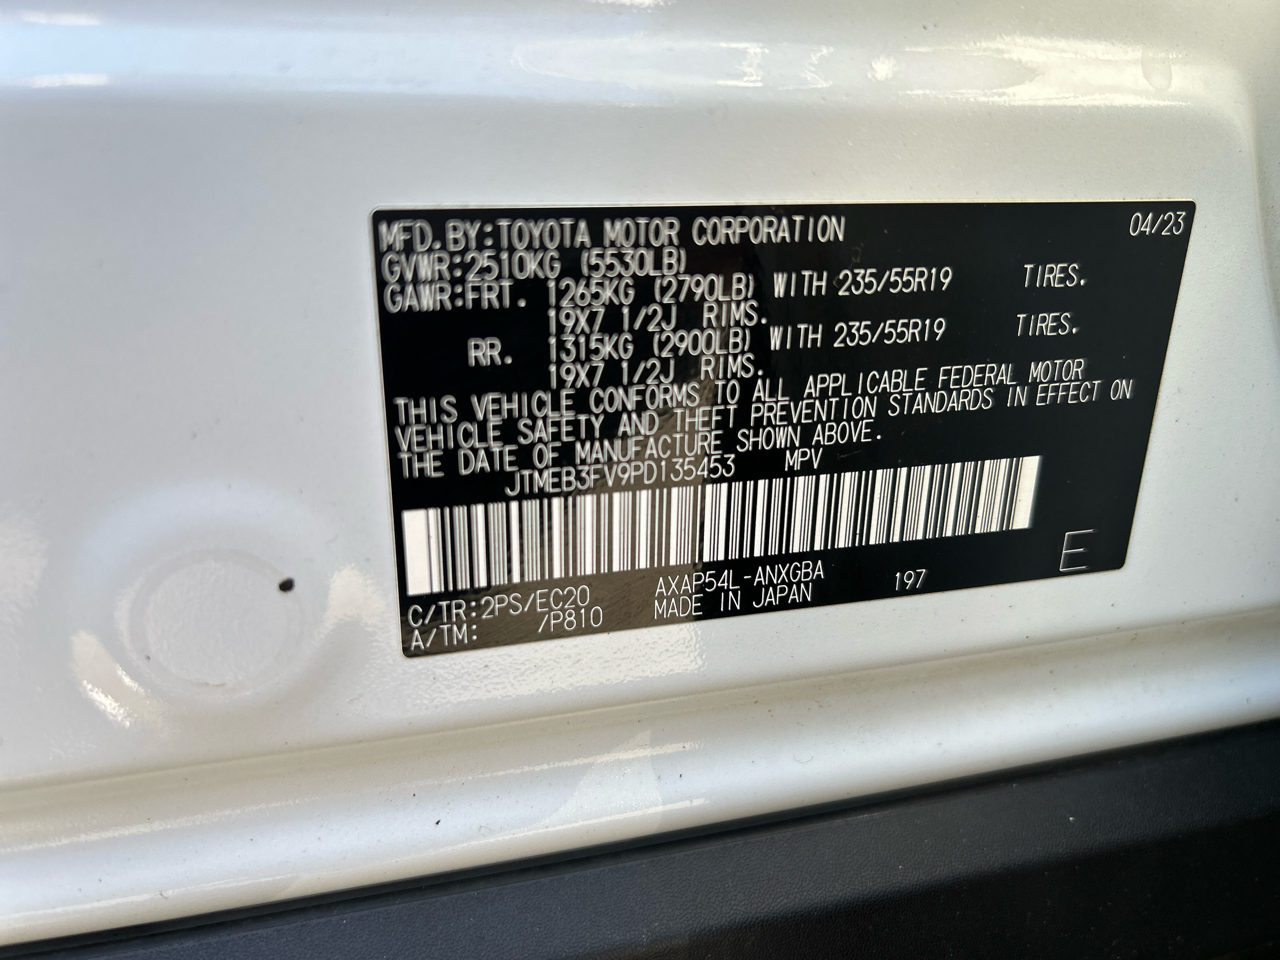 MFD.BY:TOYOTA MOTOR CORPORATION 04/23
GVWR:2510KG (5530LB)
GAWR:FRT. 1265KG (2790LB) WITH 235/55R19 TIRES.
19X7 1/2J RIMS.
RR. 1315KG (2900LB) WITH 235/55R19 TIRES.
19X7 1/2J RIMS.
THIS VEHICLE CONFORMS TO ALL APPLICABLE FEDERAL MOTOR
VEHICLE SAFETY AND THEFT PREVENTION STANDARDS IN EFFECT ON
THE DATE OF MANUFACTURE SHOWN ABOVE.
JTMEB3FV9PD135453 MPV
E
C/TR:2PS/EC20 AXAP54L-ANXGBA 197
A/TM: /P810 MADE IN JAPAN